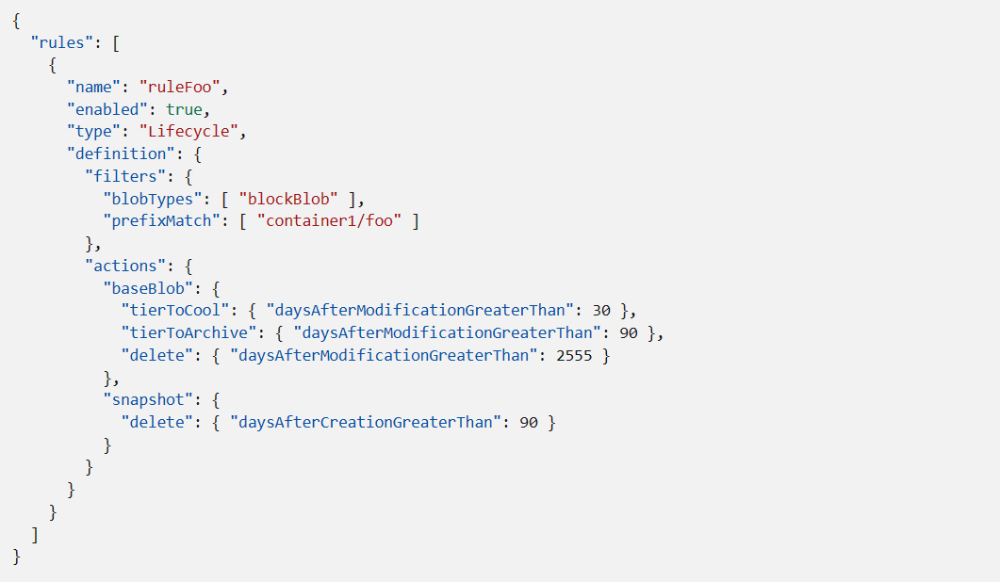 {
  "rules": [
    {
      "name": "ruleFoo",
      "enabled": true,
      "type": "Lifecycle",
      "definition": {
        "filters": {
          "blobTypes": [ "blockBlob" ],
          "prefixMatch": [ "container1/foo" ]
        },
        "actions": {
          "baseBlob": {
            "tierToCool": { "daysAfterModificationGreaterThan": 30 },
            "tierToArchive": { "daysAfterModificationGreaterThan": 90 },
            "delete": { "daysAfterModificationGreaterThan": 2555 }
          },
          "snapshot": {
            "delete": { "daysAfterCreationGreaterThan": 90 }
          }
        }
      }
    }
  ]
}